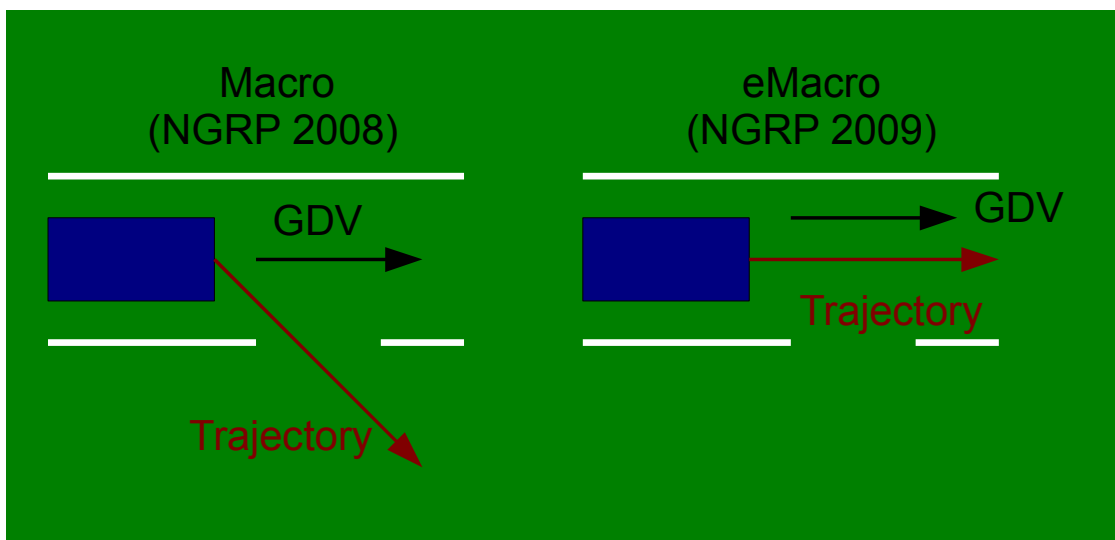 Macro
(NGRP 2008)
GDV
Trajectory
eMacro
(NGRP 2009)
GDV
Trajectory